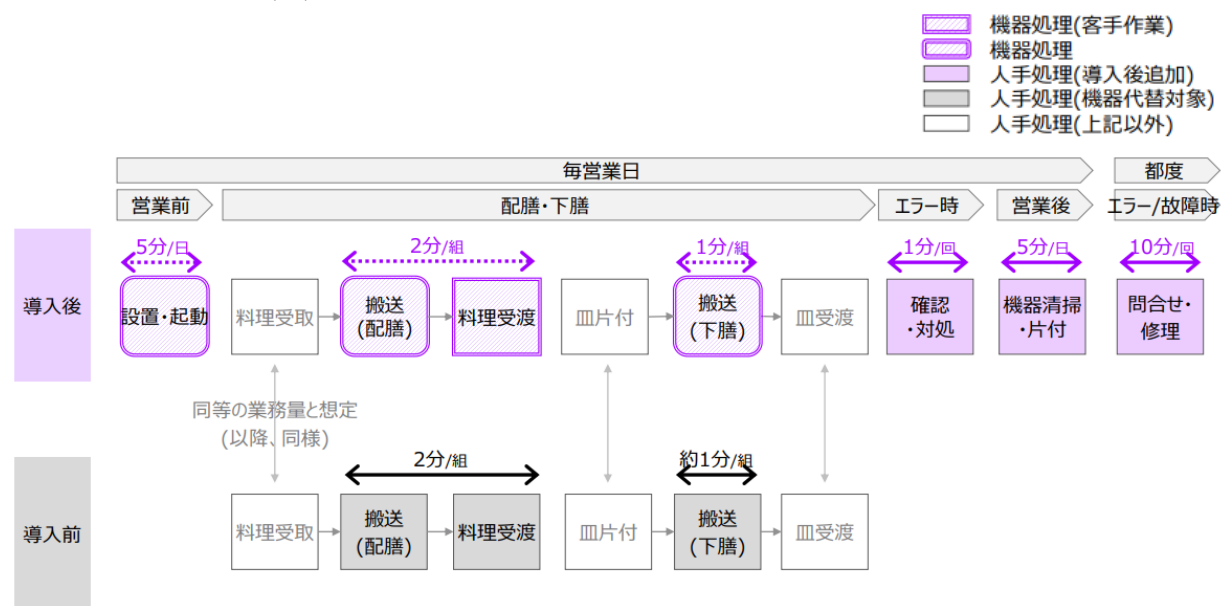 機器処理(客手作業)
機器処理
人手処理(導入後追加)
人手処理(機器代替対象)
人手処理(上記以外)
毎営業日
都度
営業前
配膳・下膳
エラー時
営業後
エラー/故障時
導入後
5分/日
2分/組
1分/組
1分/回
5分/日
10分/回
設置・起動
料理受取
搬送
(配膳)
料理受渡
皿片付
搬送
(下膳)
皿受渡
確認
・対処
機器清掃
・片付
問合せ・
修理
同等の業務量と想定
(以降、同様)
導入前
2分/組
約1分/組
料理受取
搬送
(配膳)
料理受渡
皿片付
搬送
(下膳)
皿受渡